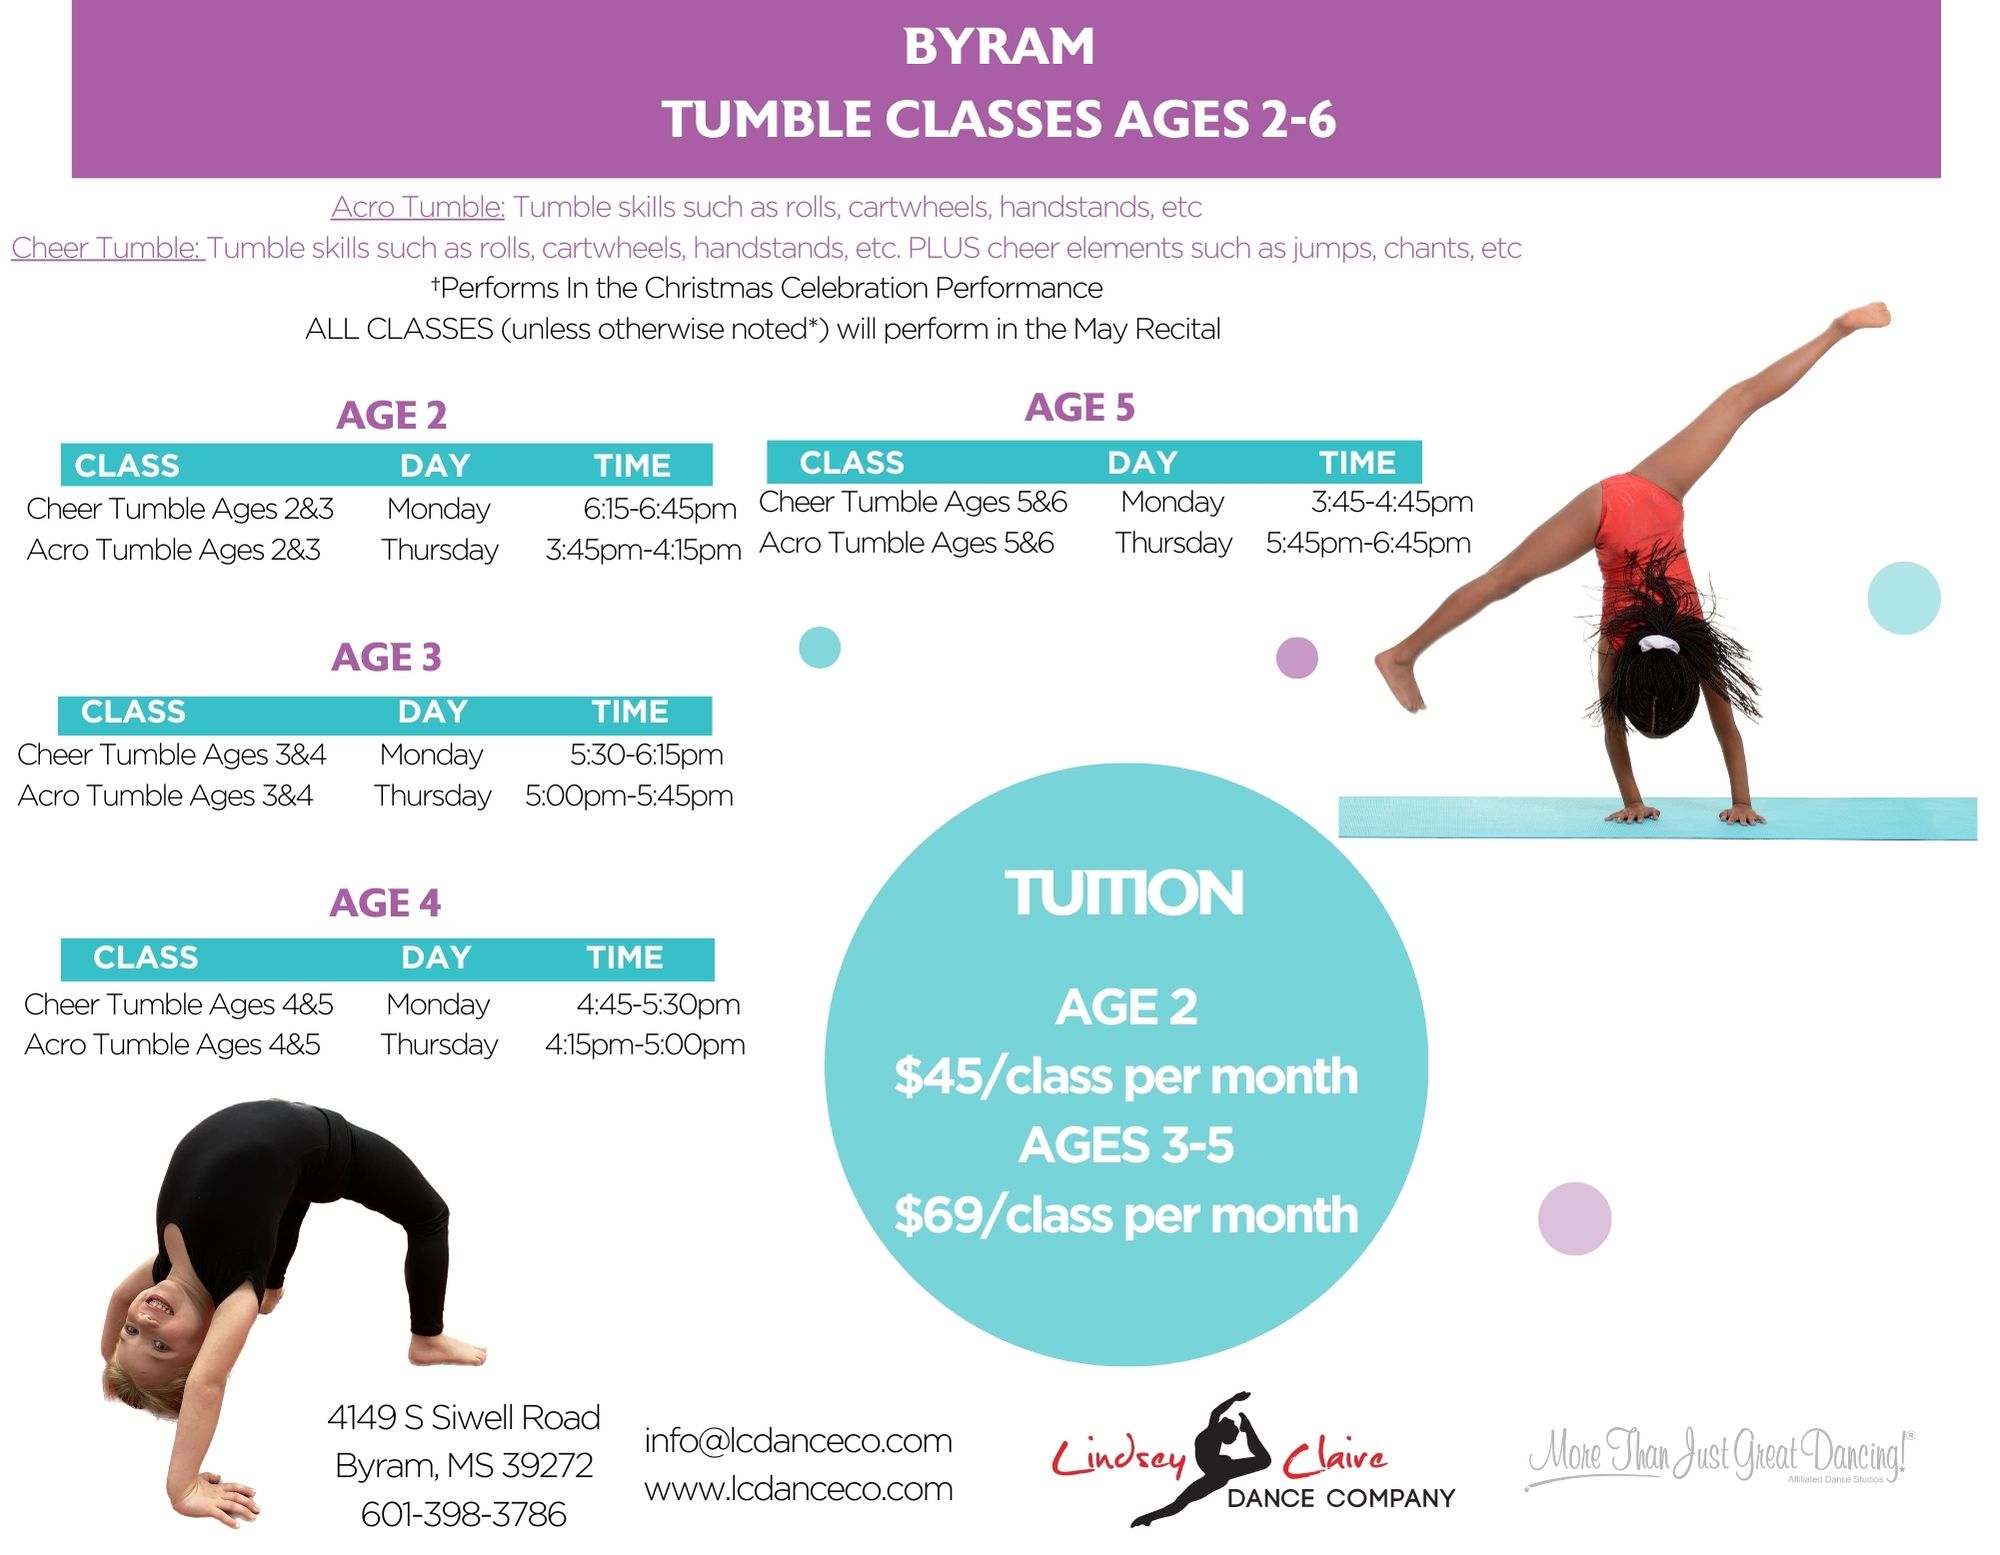 BYRAM
TUMBLE CLASSES AGES 2-6
Acro Tumble: Tumble skills such as rolls, cartwheels, handstands, etc
Cheer Tumble: Tumble skills such as rolls, cartwheels, handstands, etc. PLUS cheer elements such as jumps, chants, etc
†Performs In the Christmas Celebration Performance
ALL CLASSES (unless otherwise noted*) will perform in the May Recital
AGE 2
CLASS DAY TIME
Cheer Tumble Ages 2&3 Monday 6:15-6:45pm
Acro Tumble Ages 2&3 Thursday 3:45pm-4:15pm
AGE 3
CLASS DAY TIME
Cheer Tumble Ages 3&4 Monday 5:30-6:15pm
Acro Tumble Ages 3&4 Thursday 5:00pm-5:45pm
AGE 4
CLASS DAY TIME
Cheer Tumble Ages 4&5 Monday 4:45-5:30pm
Acro Tumble Ages 4&5 Thursday 4:15pm-5:00pm
AGE 5
CLASS DAY TIME
Cheer Tumble Ages 5&6 Monday 3:45-4:45pm
Acro Tumble Ages 5&6 Thursday 5:45pm-6:45pm
TUITION
AGE 2
$45/class per month
AGES 3-5
$69/class per month
4149 S Siwell Road
Byram, MS 39272
601-398-3786
info@lcdanceco.com
www.lcdanceco.com
Lindsey Claire
DANCE COMPANY
More Than Just Great Dancing!®
Affiliated Dance Studios